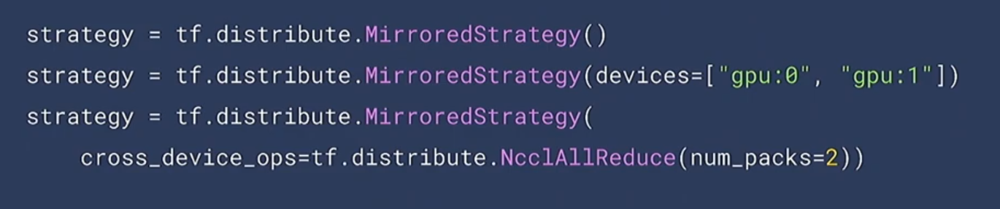 strategy = tf.distribute.MirroredStrategy()
strategy = tf.distribute.MirroredStrategy(devices=["gpu:0", "gpu:1"])
strategy = tf.distribute.MirroredStrategy(
    cross_device_ops=tf.distribute.NcclAllReduce(num_packs=2))